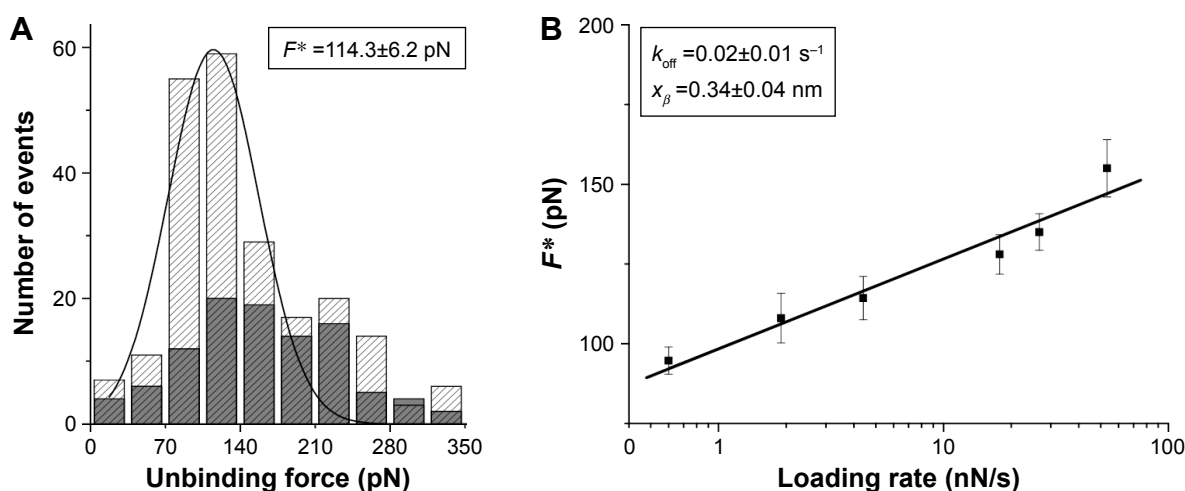 A
F* =114.3±6.2 pN
60
40
20
0
Number of events
0 70 140 210 280 350
Unbinding force (pN)
B
k_off =0.02±0.01 s⁻¹
x_β =0.34±0.04 nm
200
150
100
F* (pN)
0 1 10 100
Loading rate (nN/s)